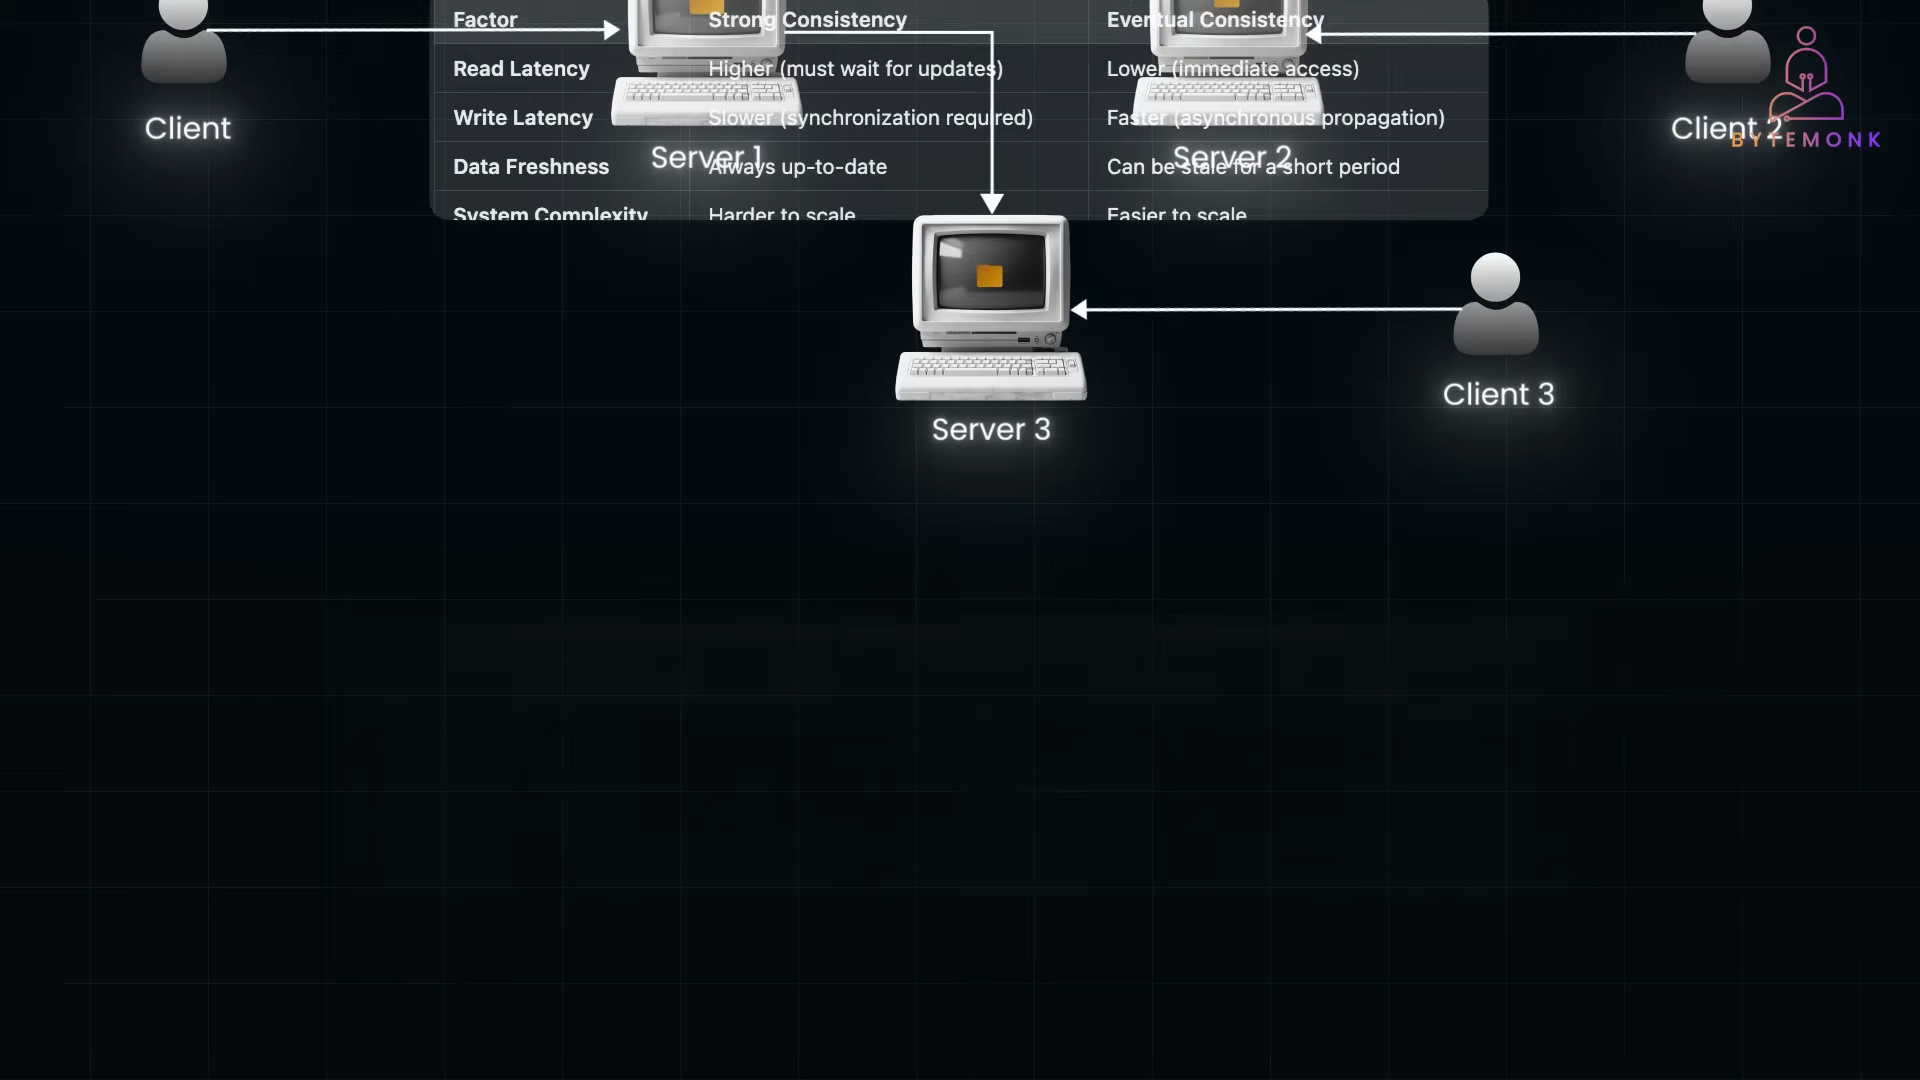 Factor Strong Consistency Eventual Consistency
Read Latency Higher (must wait for updates) Lower (immediate access)
Write Latency Slower (synchronization required) Faster (asynchronous propagation)
Data Freshness Always up-to-date Can be stale for a short period
System Complexity Harder to scale Easier to scale
Client
Server 1
Server 2
Client 2
BYTEMONK
Client 3
Server 3